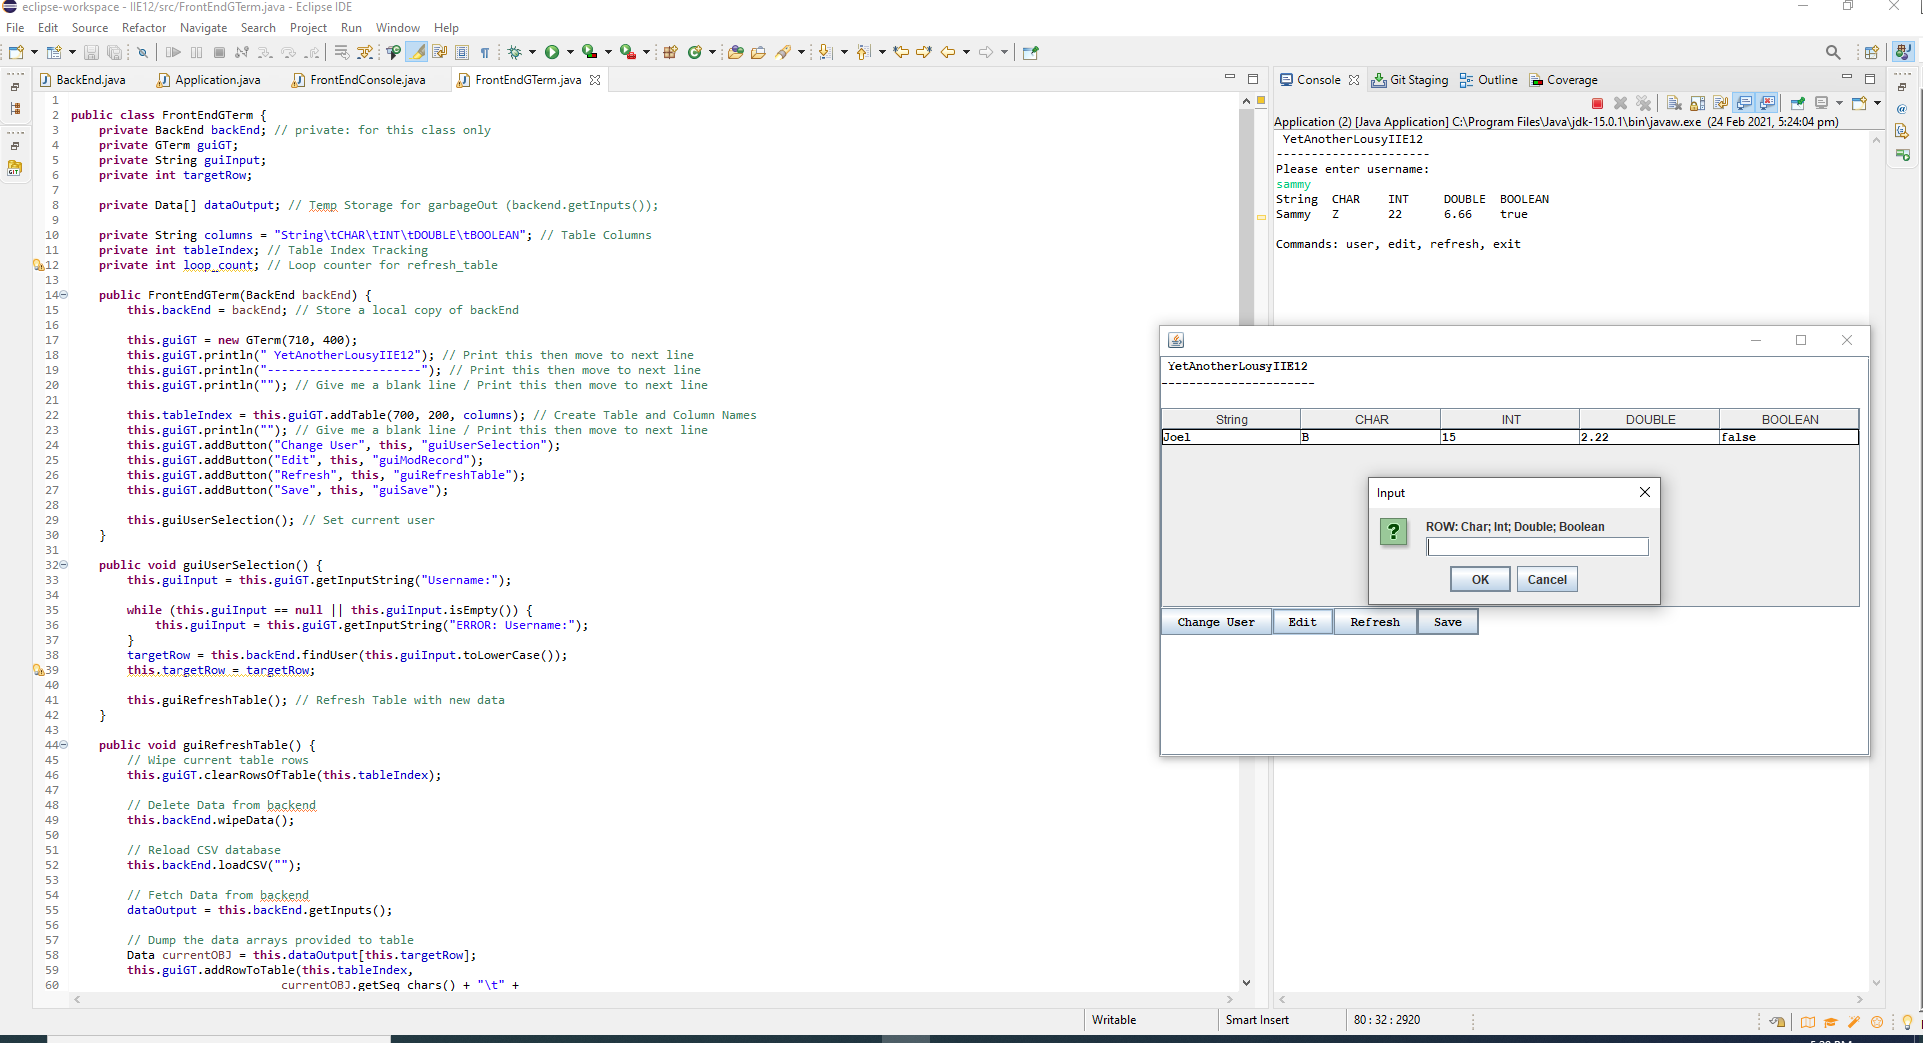 eclipse-workspace - IIE12/src/FrontEndGTerm.java - Eclipse IDE
File Edit Source Refactor Navigate Search Project Run Window Help
BackEnd.java Application.java FrontEndConsole.java FrontEndGTerm.java
1
2 public class FrontEndGTerm {
3 private BackEnd backEnd; // private: for this class only
4 private GTerm guiGT;
5 private String guiInput;
6 private int targetRow;
7
8 private Data[] dataOutput; // Temp Storage for garbageOut (backend.getInputs());
9
10 private String columns = "String\tCHAR\tINT\tDOUBLE\tBOOLEAN"; // Table Columns
11 private int tableIndex; // Table Index Tracking
12 private int loop_count; // Loop counter for refresh_table
13
14 public FrontEndGTerm(BackEnd backEnd) {
15 this.backEnd = backEnd; // Store a local copy of backEnd
16
17 this.guiGT = new GTerm(710, 400);
18 this.guiGT.println(" YetAnotherLousyIIE12"); // Print this then move to next line
19 this.guiGT.println("----------------------"); // Print this then move to next line
20 this.guiGT.println(""); // Give me a blank line / Print this then move to next line
21
22 this.tableIndex = this.guiGT.addTable(700, 200, columns); // Create Table and Column Names
23 this.guiGT.println(""); // Give me a blank line / Print this then move to next line
24 this.guiGT.addButton("Change User", this, "guiUserSelection");
25 this.guiGT.addButton("Edit", this, "guiModRecord");
26 this.guiGT.addButton("Refresh", this, "guiRefreshTable");
27 this.guiGT.addButton("Save", this, "guiSave");
28
29 this.guiUserSelection(); // Set current user
30 }
31
32 public void guiUserSelection() {
33 this.guiInput = this.guiGT.getInputString("Username:");
34
35 while (this.guiInput == null || this.guiInput.isEmpty()) {
36 this.guiInput = this.guiGT.getInputString("ERROR: Username:");
37 }
38 targetRow = this.backEnd.findUser(this.guiInput.toLowerCase());
39 this.targetRow = targetRow;
40
41 this.guiRefreshTable(); // Refresh Table with new data
42 }
43
44 public void guiRefreshTable() {
45 // Wipe current table rows
46 this.guiGT.clearRowsOfTable(this.tableIndex);
47
48 // Delete Data from backend
49 this.backEnd.wipeData();
50
51 // Reload CSV database
52 this.backEnd.loadCSV("");
53
54 // Fetch Data from backend
55 dataOutput = this.backEnd.getInputs();
56
57 // Dump the data arrays provided to table
58 Data currentOBJ = this.dataOutput[this.targetRow];
59 this.guiGT.addRowToTable(this.tableIndex,
60 currentOBJ.getSeq_chars() + "\t" +
Console Git Staging Outline Coverage
Application (2) [Java Application] C:\Program Files\Java\jdk-15.0.1\bin\javaw.exe (24 Feb 2021, 5:24:04 pm)
YetAnotherLousyIIE12
----------------------
Please enter username:
sammy
String CHAR INT DOUBLE BOOLEAN
Sammy Z 22 6.66 true
Commands: user, edit, refresh, exit
YetAnotherLousyIIE12
----------------------
String CHAR INT DOUBLE BOOLEAN
Joel B 15 2.22 false
Input
ROW: Char; Int; Double; Boolean
OK Cancel
Change User Edit Refresh Save
Writable Smart Insert 80 : 32 : 2920